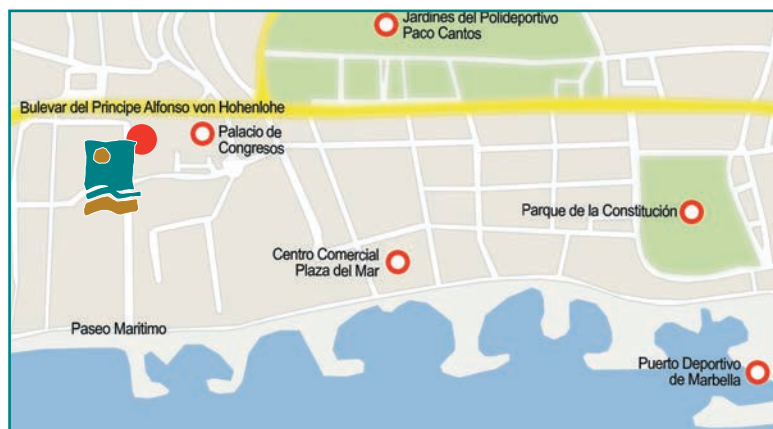 Jardines del Polideportivo
Paco Cantos
Bulevar del Principe Alfonso von Hohenlohe
Palacio de
Congresos
Parque de la Constitución
Centro Comercial
Plaza del Mar
Paseo Maritimo
Puerto Deportivo
de Marbella